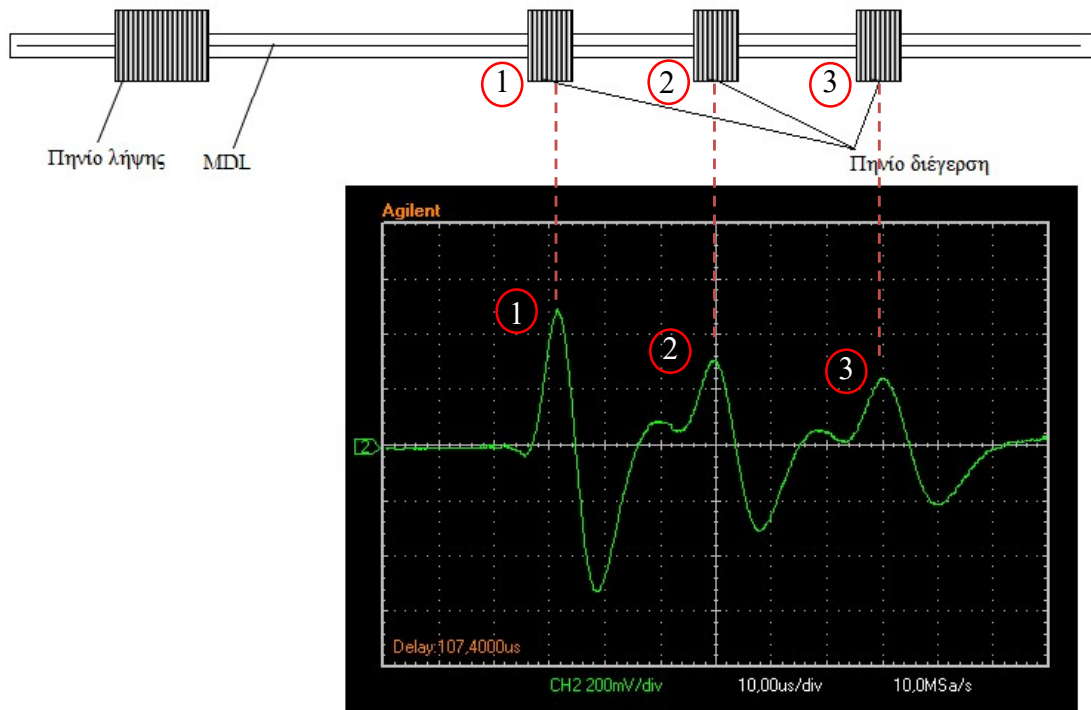 1
2
3
Πηνίο λήψης
MDL
Πηνίο διέγερση
Agilent
1
2
3
2
Delay:107,4000us
CH2 200mV/div
10,00us/div
10,0MSa/s